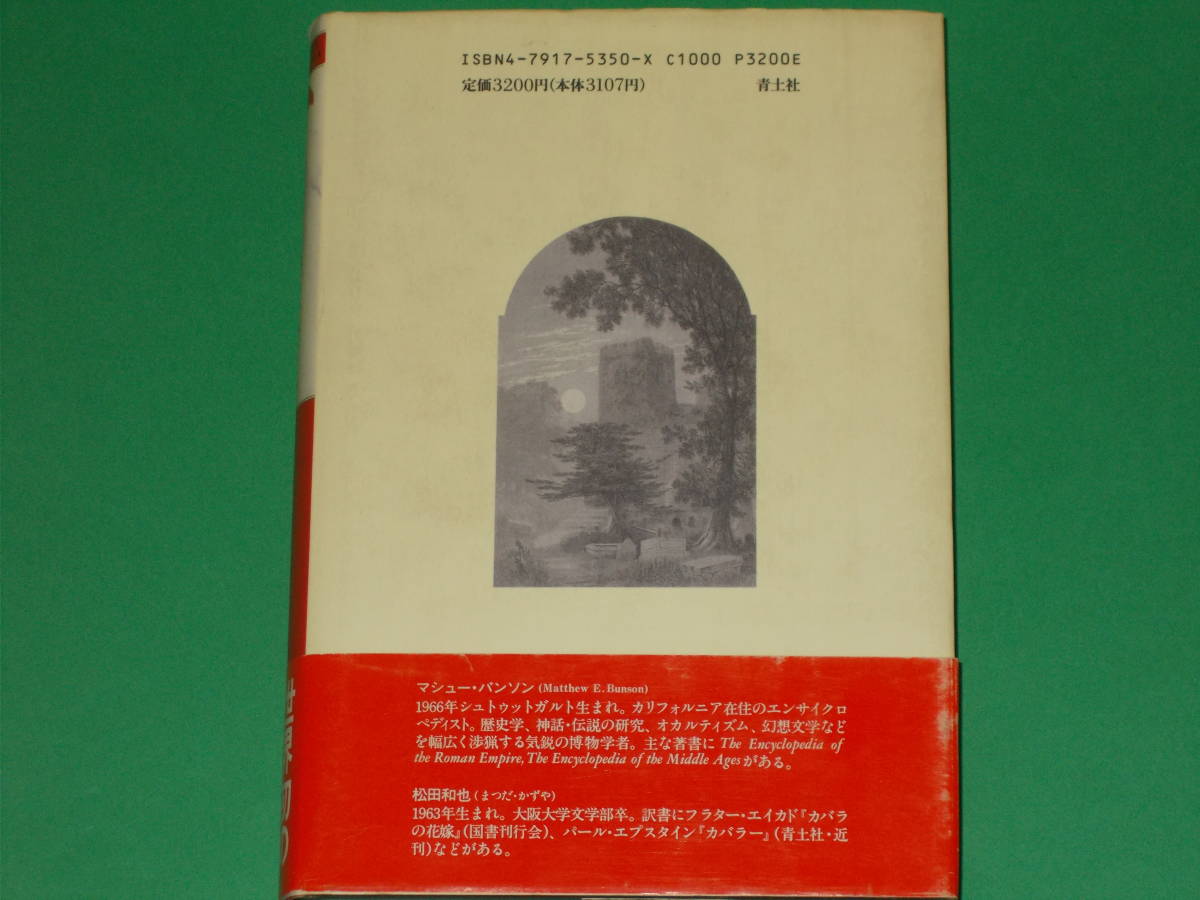 ISBN4-7917-5350-X C1000 P3200E
定価3200円(本体3107円) 青土社
マシュー・バンソン (Matthew E. Bunson)
1966年シュトゥットガルト生まれ。カリフォルニア在住のエンサイクロ
ペディスト。歴史学、神話・伝説の研究、オカルティズム、幻想文学など
を幅広く渉猟する気鋭の博物学者。主な著書に The Encyclopedia of
the Roman Empire, The Encyclopedia of the Middle Ages がある。
松田和也 (まつだ・かずや)
1963年生まれ。大阪大学文学部卒。訳書にフラター・エイカド『カバラ
の花嫁』(国書刊行会)、パール・エプスタイン『カバラー』(青土社・近
刊)などがある。
世界初の